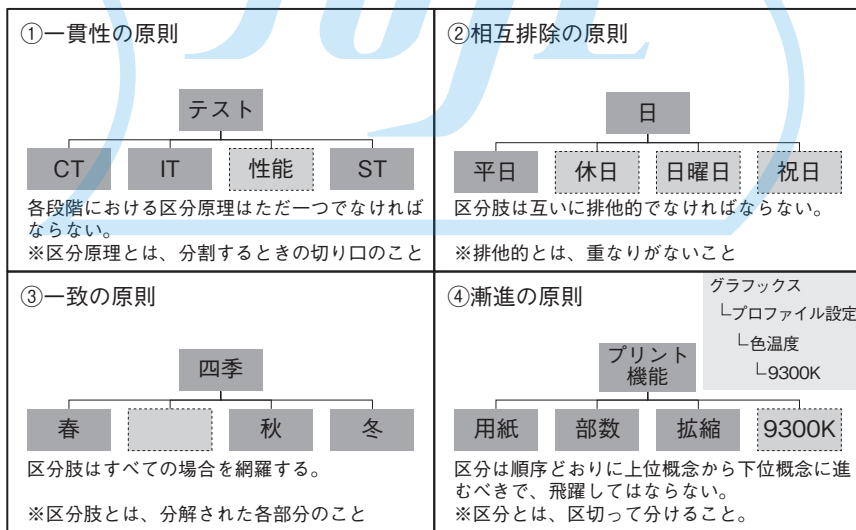 ①一貫性の原則
テスト
CT
IT
性能
ST
各段階における区分原理はただ一つでなければ
ならない。
※区分原理とは、分割するときの切り口のこと
②相互排除の原則
日
平日
休日
日曜日
祝日
区分肢は互いに排他的でなければならない。
※排他的とは、重なりがないこと
③一致の原則
四季
春
秋
冬
区分肢はすべての場合を網羅する。
※区分肢とは、分解された各部分のこと
④漸進の原則
グラフックス
└プロファイル設定
└色温度
└9300K
プリント
機能
用紙
部数
拡縮
9300K
区分は順序どおりに上位概念から下位概念に進
むべきで、飛躍してはならない。
※区分とは、区切って分けること。